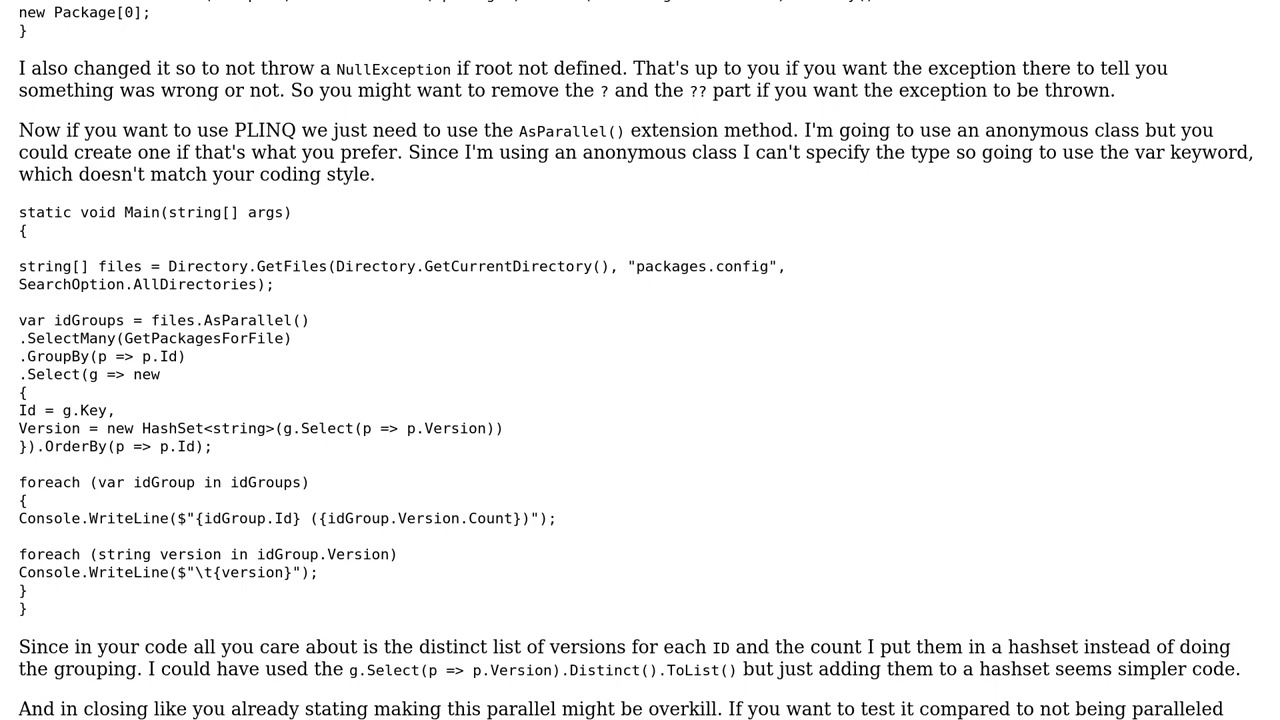 new Package[0];
}
I also changed it so to not throw a NullException if root not defined. That's up to you if you want the exception there to tell you
something was wrong or not. So you might want to remove the ? and the ?? part if you want the exception to be thrown.
Now if you want to use PLINQ we just need to use the AsParallel() extension method. I'm going to use an anonymous class but you
could create one if that's what you prefer. Since I'm using an anonymous class I can't specify the type so going to use the var keyword,
which doesn't match your coding style.
static void Main(string[] args)
{
string[] files = Directory.GetFiles(Directory.GetCurrentDirectory(), "packages.config",
SearchOption.AllDirectories);
var idGroups = files.AsParallel()
.SelectMany(GetPackagesForFile)
.GroupBy(p => p.Id)
.Select(g => new
{
Id = g.Key,
Version = new HashSet<string>(g.Select(p => p.Version))
}).OrderBy(p => p.Id);
foreach (var idGroup in idGroups)
{
Console.WriteLine($"{idGroup.Id} ({idGroup.Version.Count})");
foreach (string version in idGroup.Version)
Console.WriteLine($"\t{version}");
}
}
Since in your code all you care about is the distinct list of versions for each ID and the count I put them in a hashset instead of doing
the grouping. I could have used the g.Select(p => p.Version).Distinct().ToList() but just adding them to a hashset seems simpler code.
And in closing like you already stating making this parallel might be overkill. If you want to test it compared to not being paralleled